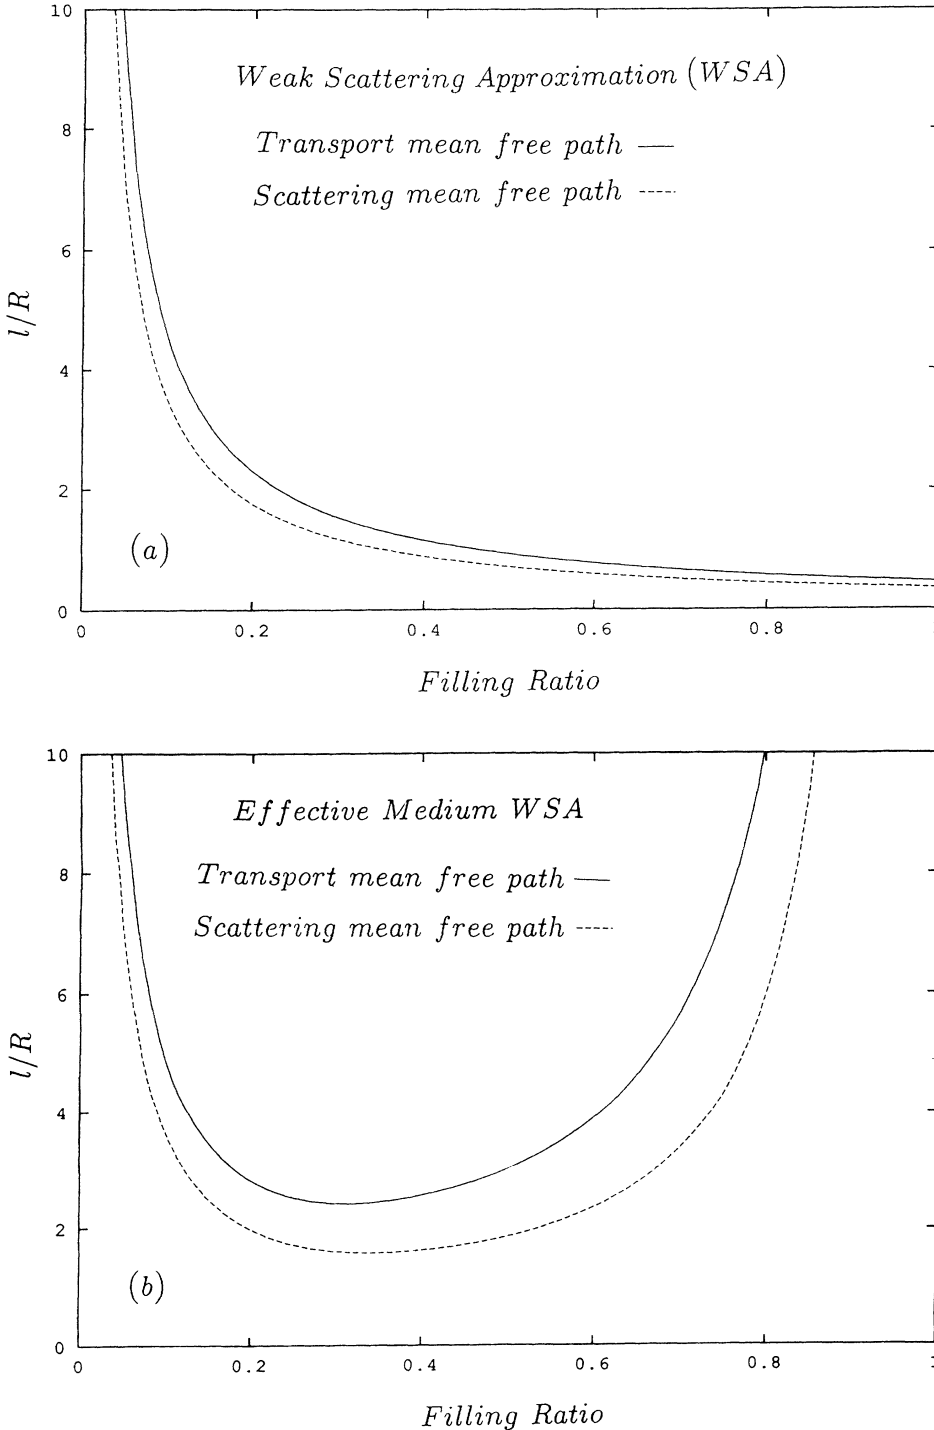 10
Weak Scattering Approximation (WSA)
8
Transport mean free path
Scattering mean free path
6
l/R
4
2
(a)
0
0 0.2 0.4 0.6 0.8
Filling Ratio
10
Effective Medium WSA
8
Transport mean free path
Scattering mean free path
6
l/R
4
2
(b)
0
0 0.2 0.4 0.6 0.8 1
Filling Ratio